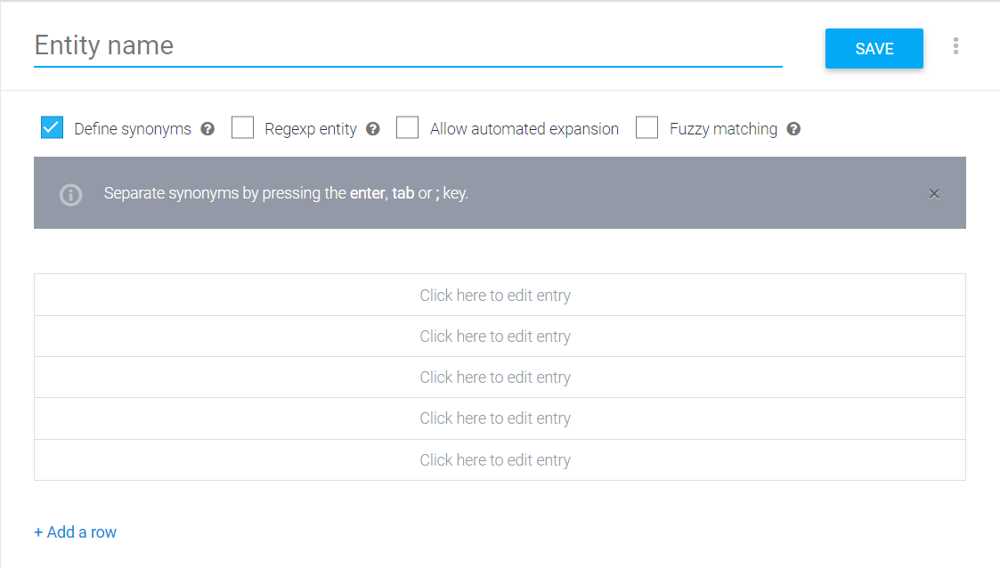 Entity name
SAVE
Define synonyms Regexp entity Allow automated expansion Fuzzy matching
Separate synonyms by pressing the enter, tab or ; key.
Click here to edit entry
Click here to edit entry
Click here to edit entry
Click here to edit entry
Click here to edit entry
+ Add a row